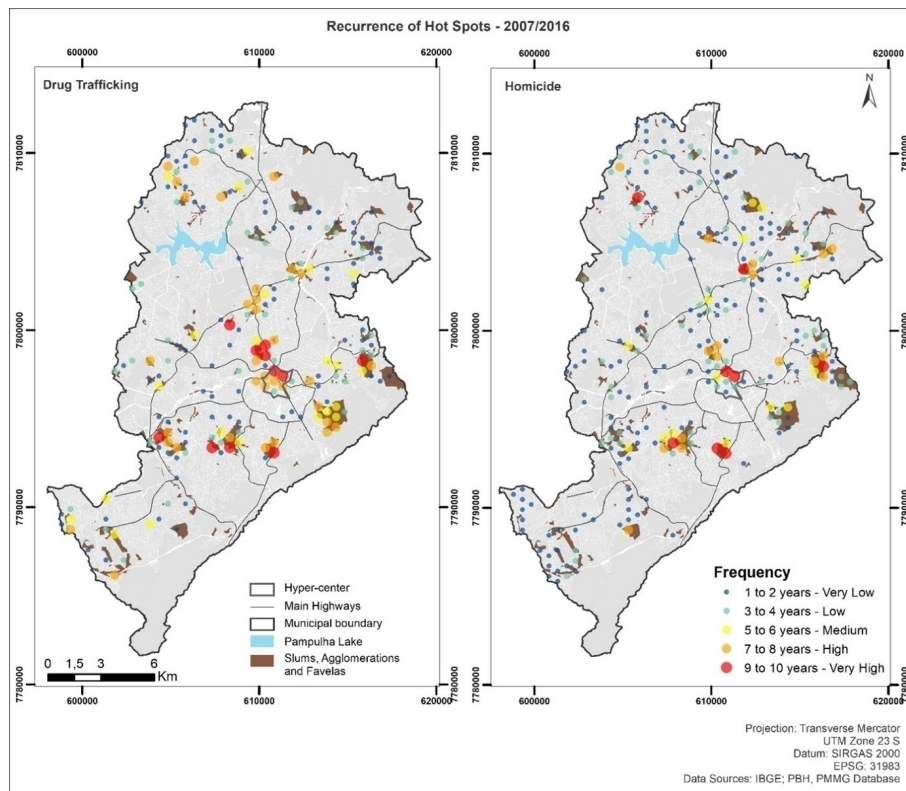 Recurrence of Hot Spots - 2007/2016
600000
610000
620000
Drug Trafficking
7810000
7800000
7790000
7780000
Hyper-center
Main Highways
Municipal boundary
Pampulha Lake
Slums, Agglomerations
and Favelas
0 1,5 3 6
Km
600000
610000
620000
600000
610000
620000
Homicide
N
7810000
7800000
7790000
7780000
7810000
7800000
7790000
7780000
Frequency
1 to 2 years - Very Low
3 to 4 years - Low
5 to 6 years - Medium
7 to 8 years - High
9 to 10 years - Very High
600000
610000
620000
Projection: Transverse Mercator
UTM Zone 23 S
Datum: SIRGAS 2000
EPSG: 31983
Data Sources: IBGE; PBH, PMMG Database